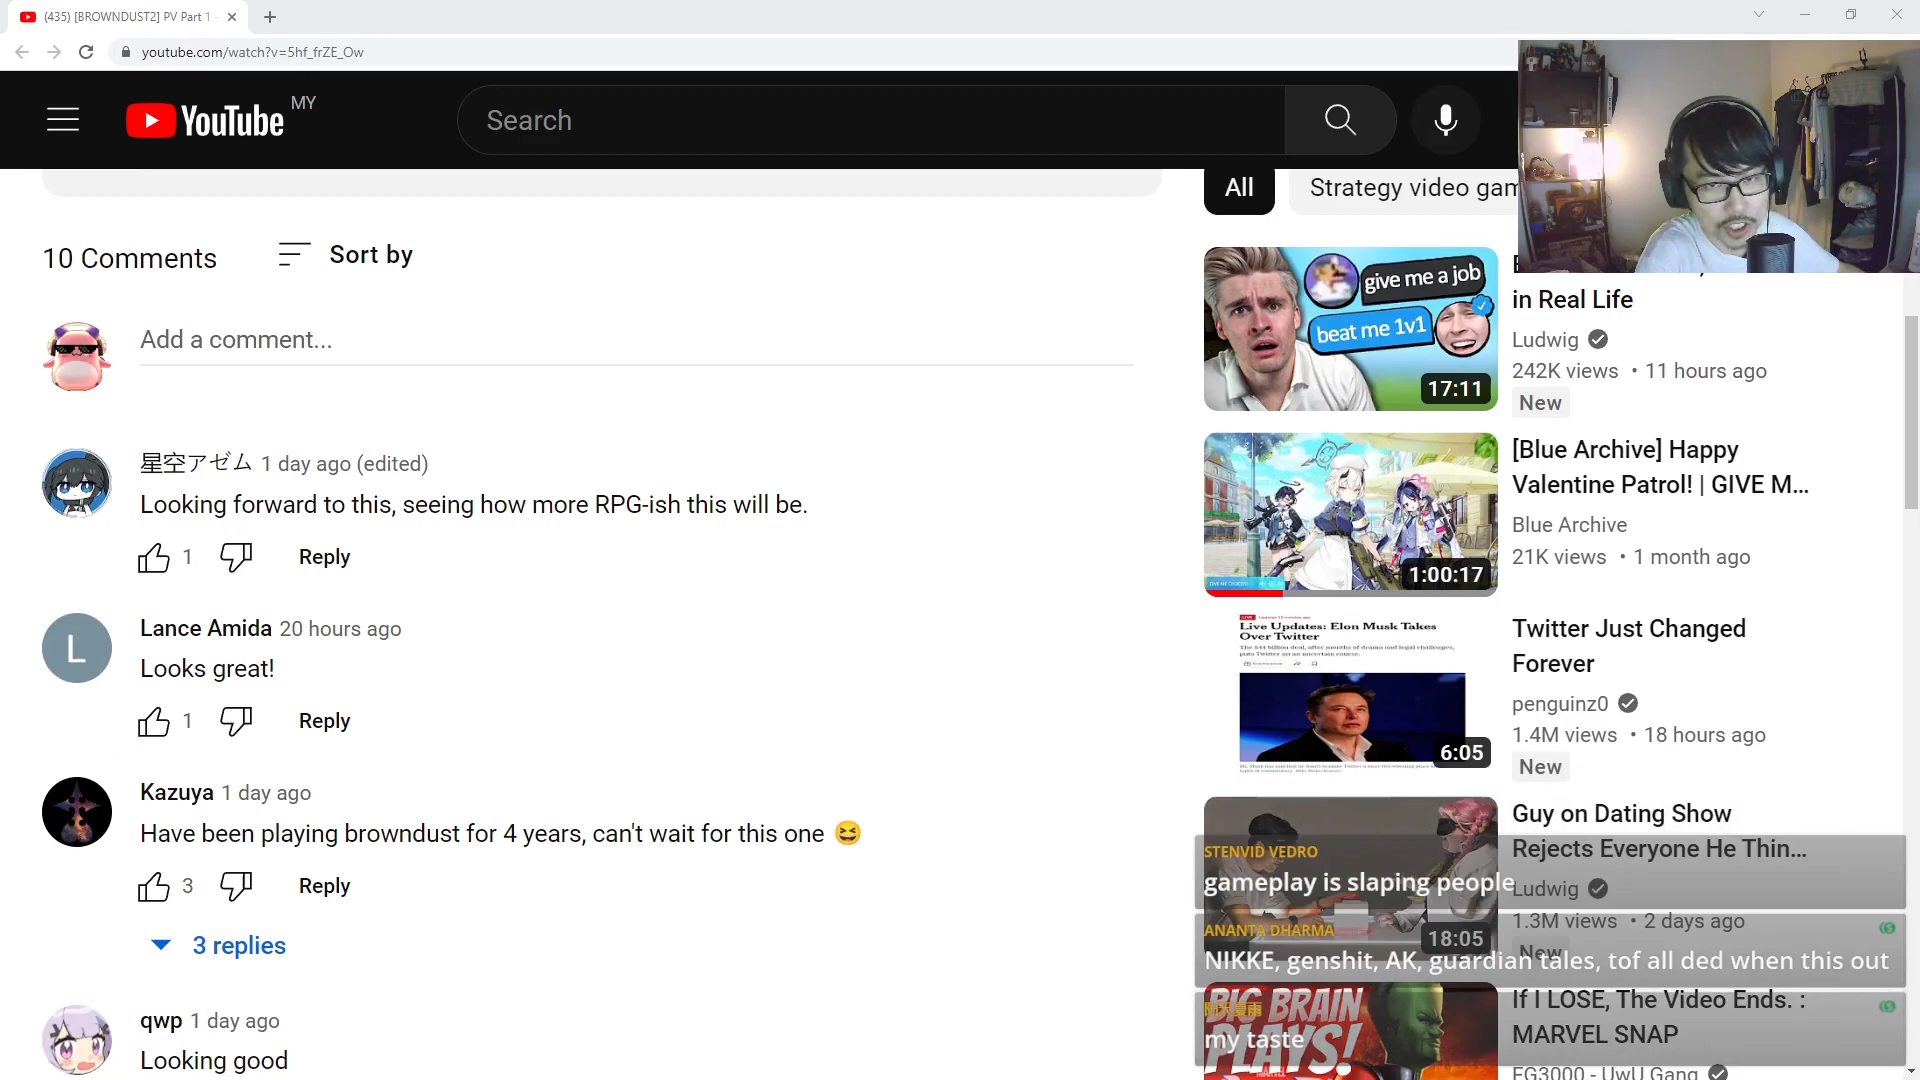 (435) [BROWNDUST2] PV Part 1 -
youtube.com/watch?v=5hf_frZE_Ow
YouTube MY
Search
All
Strategy video gam
10 Comments
Sort by
Add a comment...
星空アゼム 1 day ago (edited)
Looking forward to this, seeing how more RPG-ish this will be.
1
Reply
L
Lance Amida 20 hours ago
Looks great!
1
Reply
Kazuya 1 day ago
Have been playing browndust for 4 years, can't wait for this one 😆
3
Reply
3 replies
qwp 1 day ago
Looking good
give me a job
beat me 1v1
17:11
in Real Life
Ludwig
242K views • 11 hours ago
New
1:00:17
[Blue Archive] Happy
Valentine Patrol! | GIVE M...
Blue Archive
21K views • 1 month ago
Live Updates: Elon Musk Takes
Over Twitter
6:05
Twitter Just Changed
Forever
penguinz0
1.4M views • 18 hours ago
New
18:05
Guy on Dating Show
Rejects Everyone He Thin...
Ludwig
1.3M views • 2 days ago
New
STENVID VEDRO
gameplay is slaping people
ANANTA DHARMA
NIKKE, genshit, AK, guardian tales, tof all ded when this out
my taste
BIG BRAIN
PLAYS!
If I LOSE, The Video Ends. :
MARVEL SNAP
FG3000 - UwU Gang